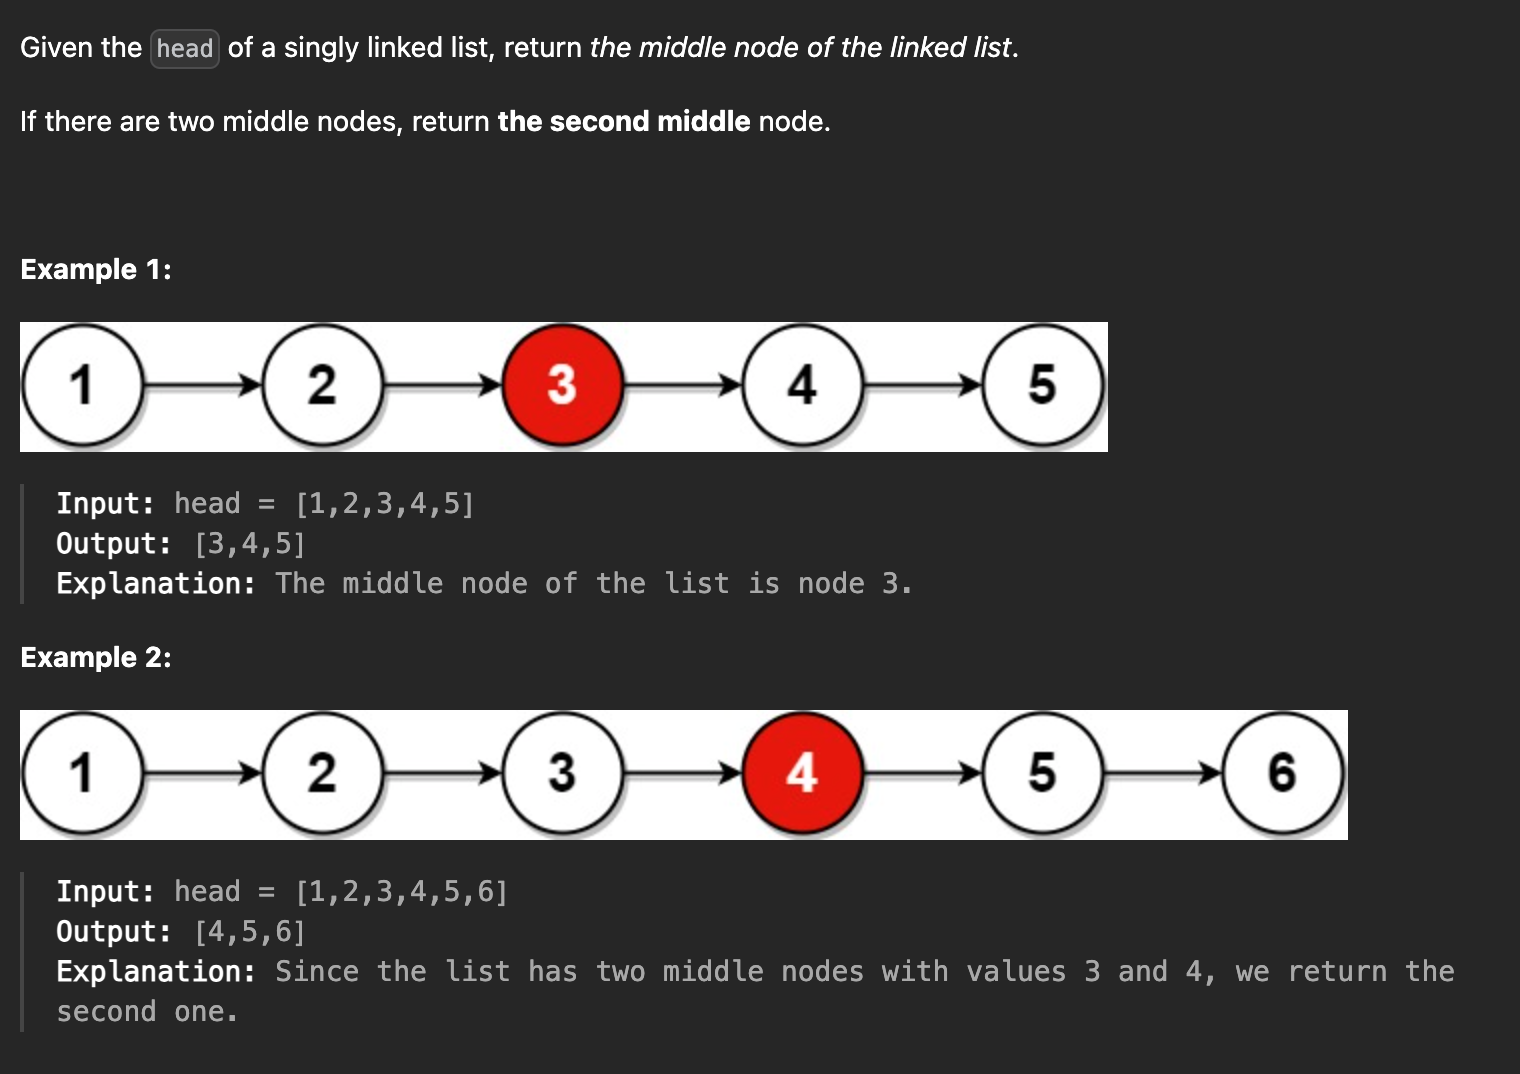 Given the head of a singly linked list, return the middle node of the linked list.
If there are two middle nodes, return the second middle node.
Example 1:
1 2 3 4 5
Input: head = [1,2,3,4,5]
Output: [3,4,5]
Explanation: The middle node of the list is node 3.
Example 2:
1 2 3 4 5 6
Input: head = [1,2,3,4,5,6]
Output: [4,5,6]
Explanation: Since the list has two middle nodes with values 3 and 4, we return the
second one.